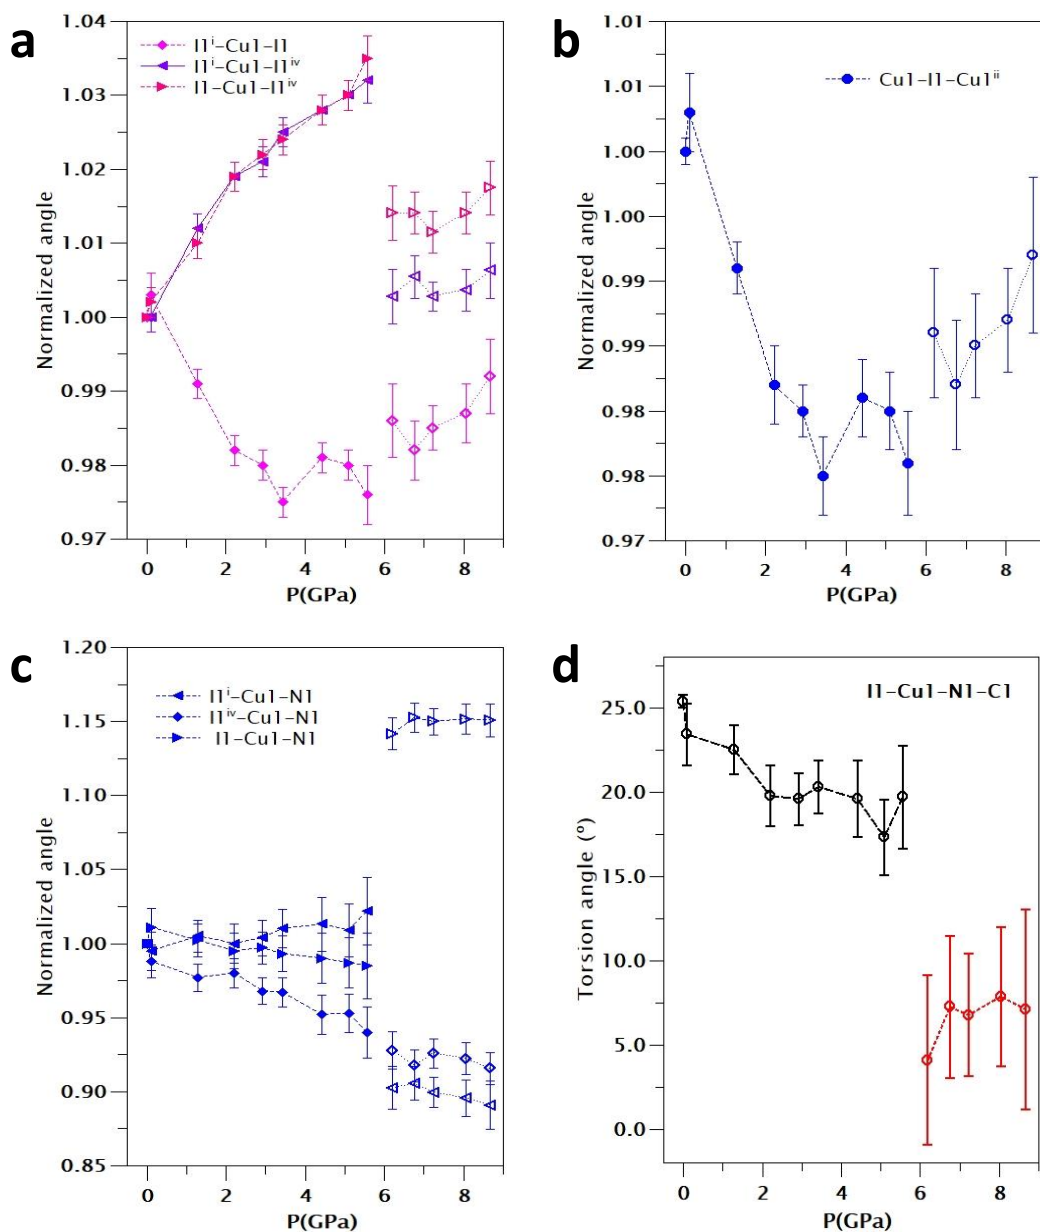 a
I1ⁱ–Cu1–I1
I1ⁱ–Cu1–I1ⁱᵛ
I1–Cu1–I1ⁱᵛ
1.04
1.03
1.02
1.01
1.00
0.99
0.98
0.97
Normalized angle
0 2 4 6 8
P(GPa)
b
Cu1–I1–Cu1ⁱⁱ
1.01
1.01
1.00
1.00
0.99
0.99
0.98
0.98
0.97
Normalized angle
0 2 4 6 8
P(GPa)
c
I1ⁱ–Cu1–N1
I1ⁱᵛ–Cu1–N1
I1–Cu1–N1
1.20
1.15
1.10
1.05
1.00
0.95
0.90
0.85
Normalized angle
0 2 4 6 8
P(GPa)
d
I1–Cu1–N1–C1
25.0
20.0
15.0
10.0
5.0
0.0
Torsion angle (º)
0 2 4 6 8
P(GPa)